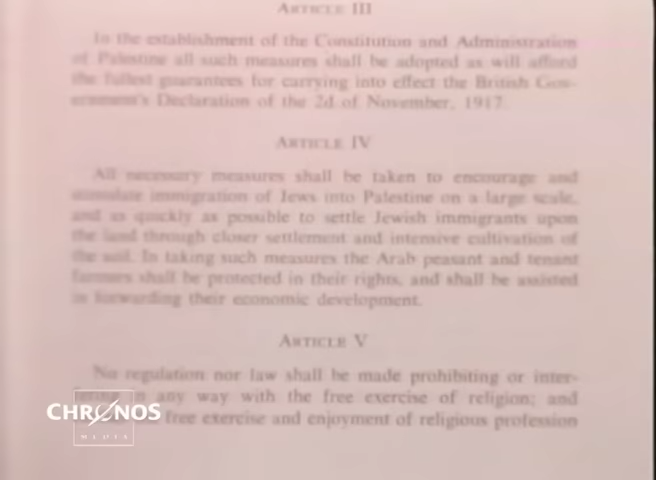 ARTICLE III
In the establishment of the Constitution and Administration
of Palestine all such measures shall be adopted as will afford
the fullest guarantees for carrying into effect the British Gov-
ernment's Declaration of the 2d of November, 1917.
ARTICLE IV
All necessary measures shall be taken to encourage and
stimulate immigration of Jews into Palestine on a large scale,
and as quickly as possible to settle Jewish immigrants upon
the land through closer settlement and intensive cultivation of
the soil. In taking such measures the Arab peasant and tenant
farmers shall be protected in their rights, and shall be assisted
in forwarding their economic development.
ARTICLE V
No regulation nor law shall be made prohibiting or inter-
fering in any way with the free exercise of religion; and
free exercise and enjoyment of religious profession
CHRONOS
MEDIA